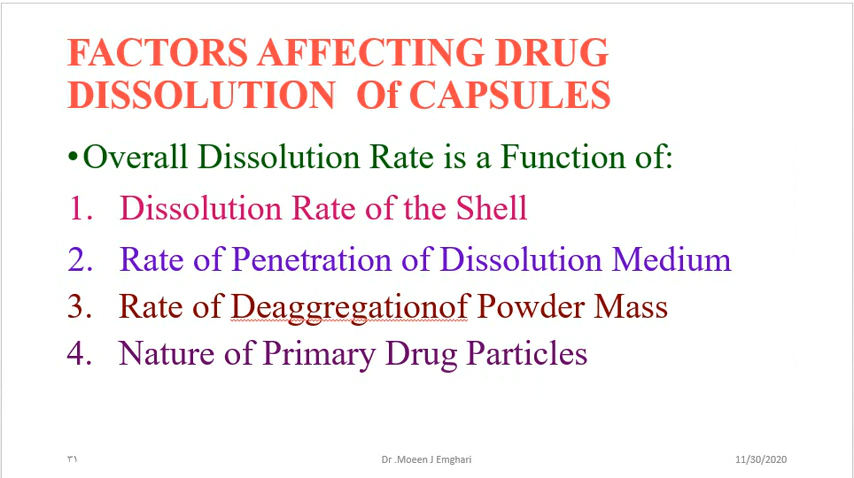 FACTORS AFFECTING DRUG
DISSOLUTION Of CAPSULES
•Overall Dissolution Rate is a Function of:
1. Dissolution Rate of the Shell
2. Rate of Penetration of Dissolution Medium
3. Rate of Deaggregationof Powder Mass
4. Nature of Primary Drug Particles
٣١ Dr .Moeen J Emghari 11/30/2020